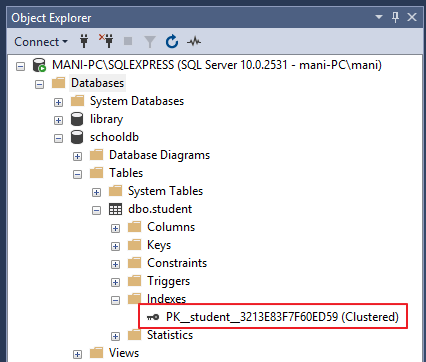 Object Explorer
Connect
MANI-PC\SQLEXPRESS (SQL Server 10.0.2531 - mani-PC\mani)
Databases
System Databases
library
schooldb
Database Diagrams
Tables
System Tables
dbo.student
Columns
Keys
Constraints
Triggers
Indexes
PK__student__3213E83F7F60ED59 (Clustered)
Statistics
Views